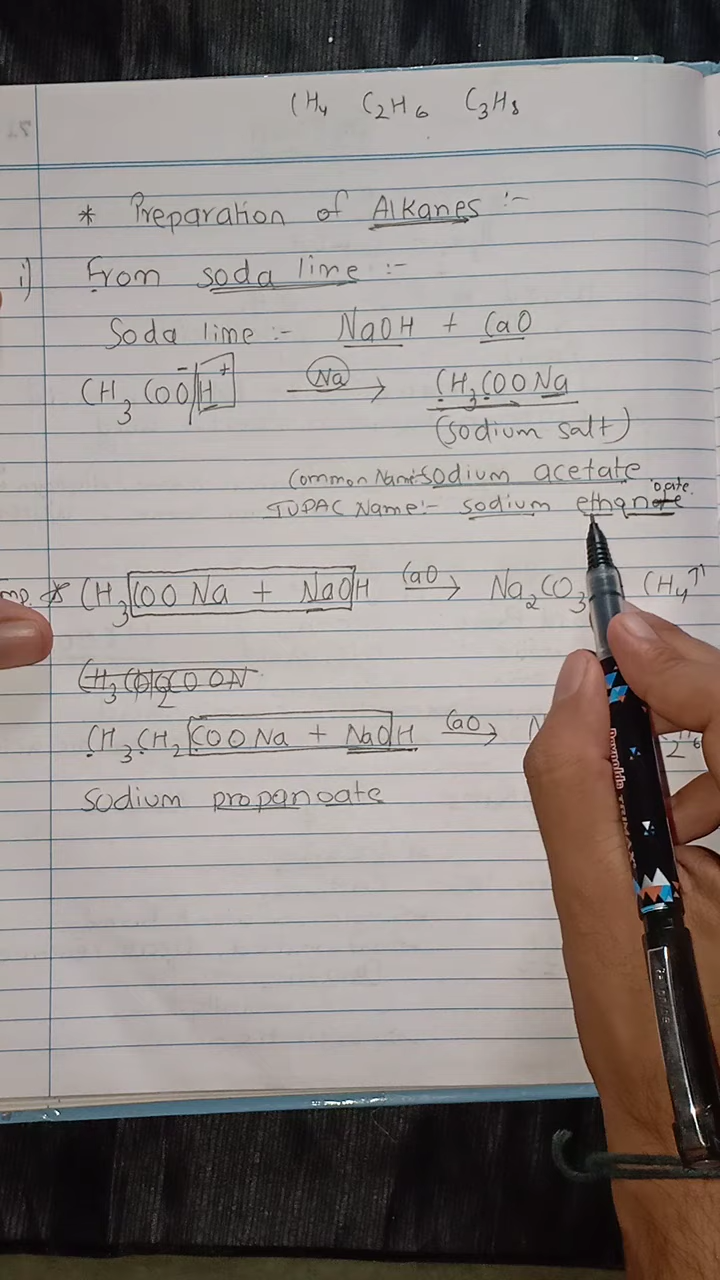 CH4 C2H6 C3H8
* Preparation of Alkanes :-
i) From soda lime :-
Soda lime :- NaOH + CaO
CH3COO⁻H⁺ Na → CH3COONa
(sodium salt)
Common Name:- sodium acetate
IUPAC Name:- sodium ethanoate
Imp. * CH3COONa + NaOH CaO → Na2CO3 CH4↑
CH3CH2COONa + NaOH CaO → N
sodium propanoate